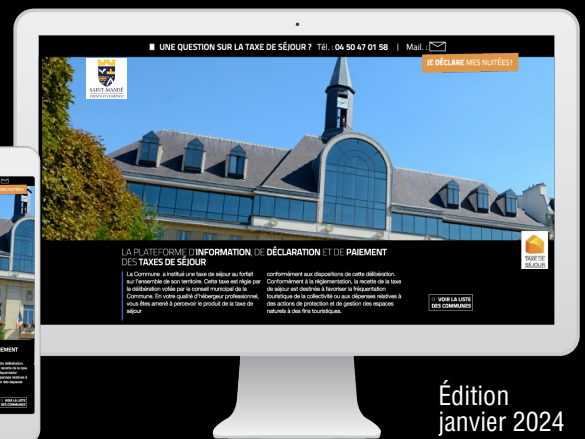 UNE QUESTION SUR LA TAXE DE SÉJOUR ? Tél. : 04 50 47 01 58 | Mail. :
JE DÉCLARE MES NUITÉES !
SAINT-MANDÉ
LA PLATEFORME D'INFORMATION, DE DÉCLARATION ET DE PAIEMENT
DES TAXES DE SÉJOUR
La Commune a institué une taxe de séjour au forfait
sur l'ensemble de son territoire. Cette taxe est régie par
la délibération votée par le conseil municipal de la
Commune. En votre qualité d'hébergeur professionnel,
vous êtes amené à percevoir le produit de la taxe de
séjour
conformément aux dispositions de cette délibération.
Conformément à la réglementation, la recette de la taxe
de séjour est destinée à favoriser la fréquentation
touristique de la collectivité ou aux dépenses relatives à
des actions de protection et de gestion des espaces
naturels à des fins touristiques.
TAXE DE
SÉJOUR
VOIR LA LISTE
DES COMMUNES
EMENT
VOIR LA LISTE
DES COMMUNES
Édition
janvier 2024